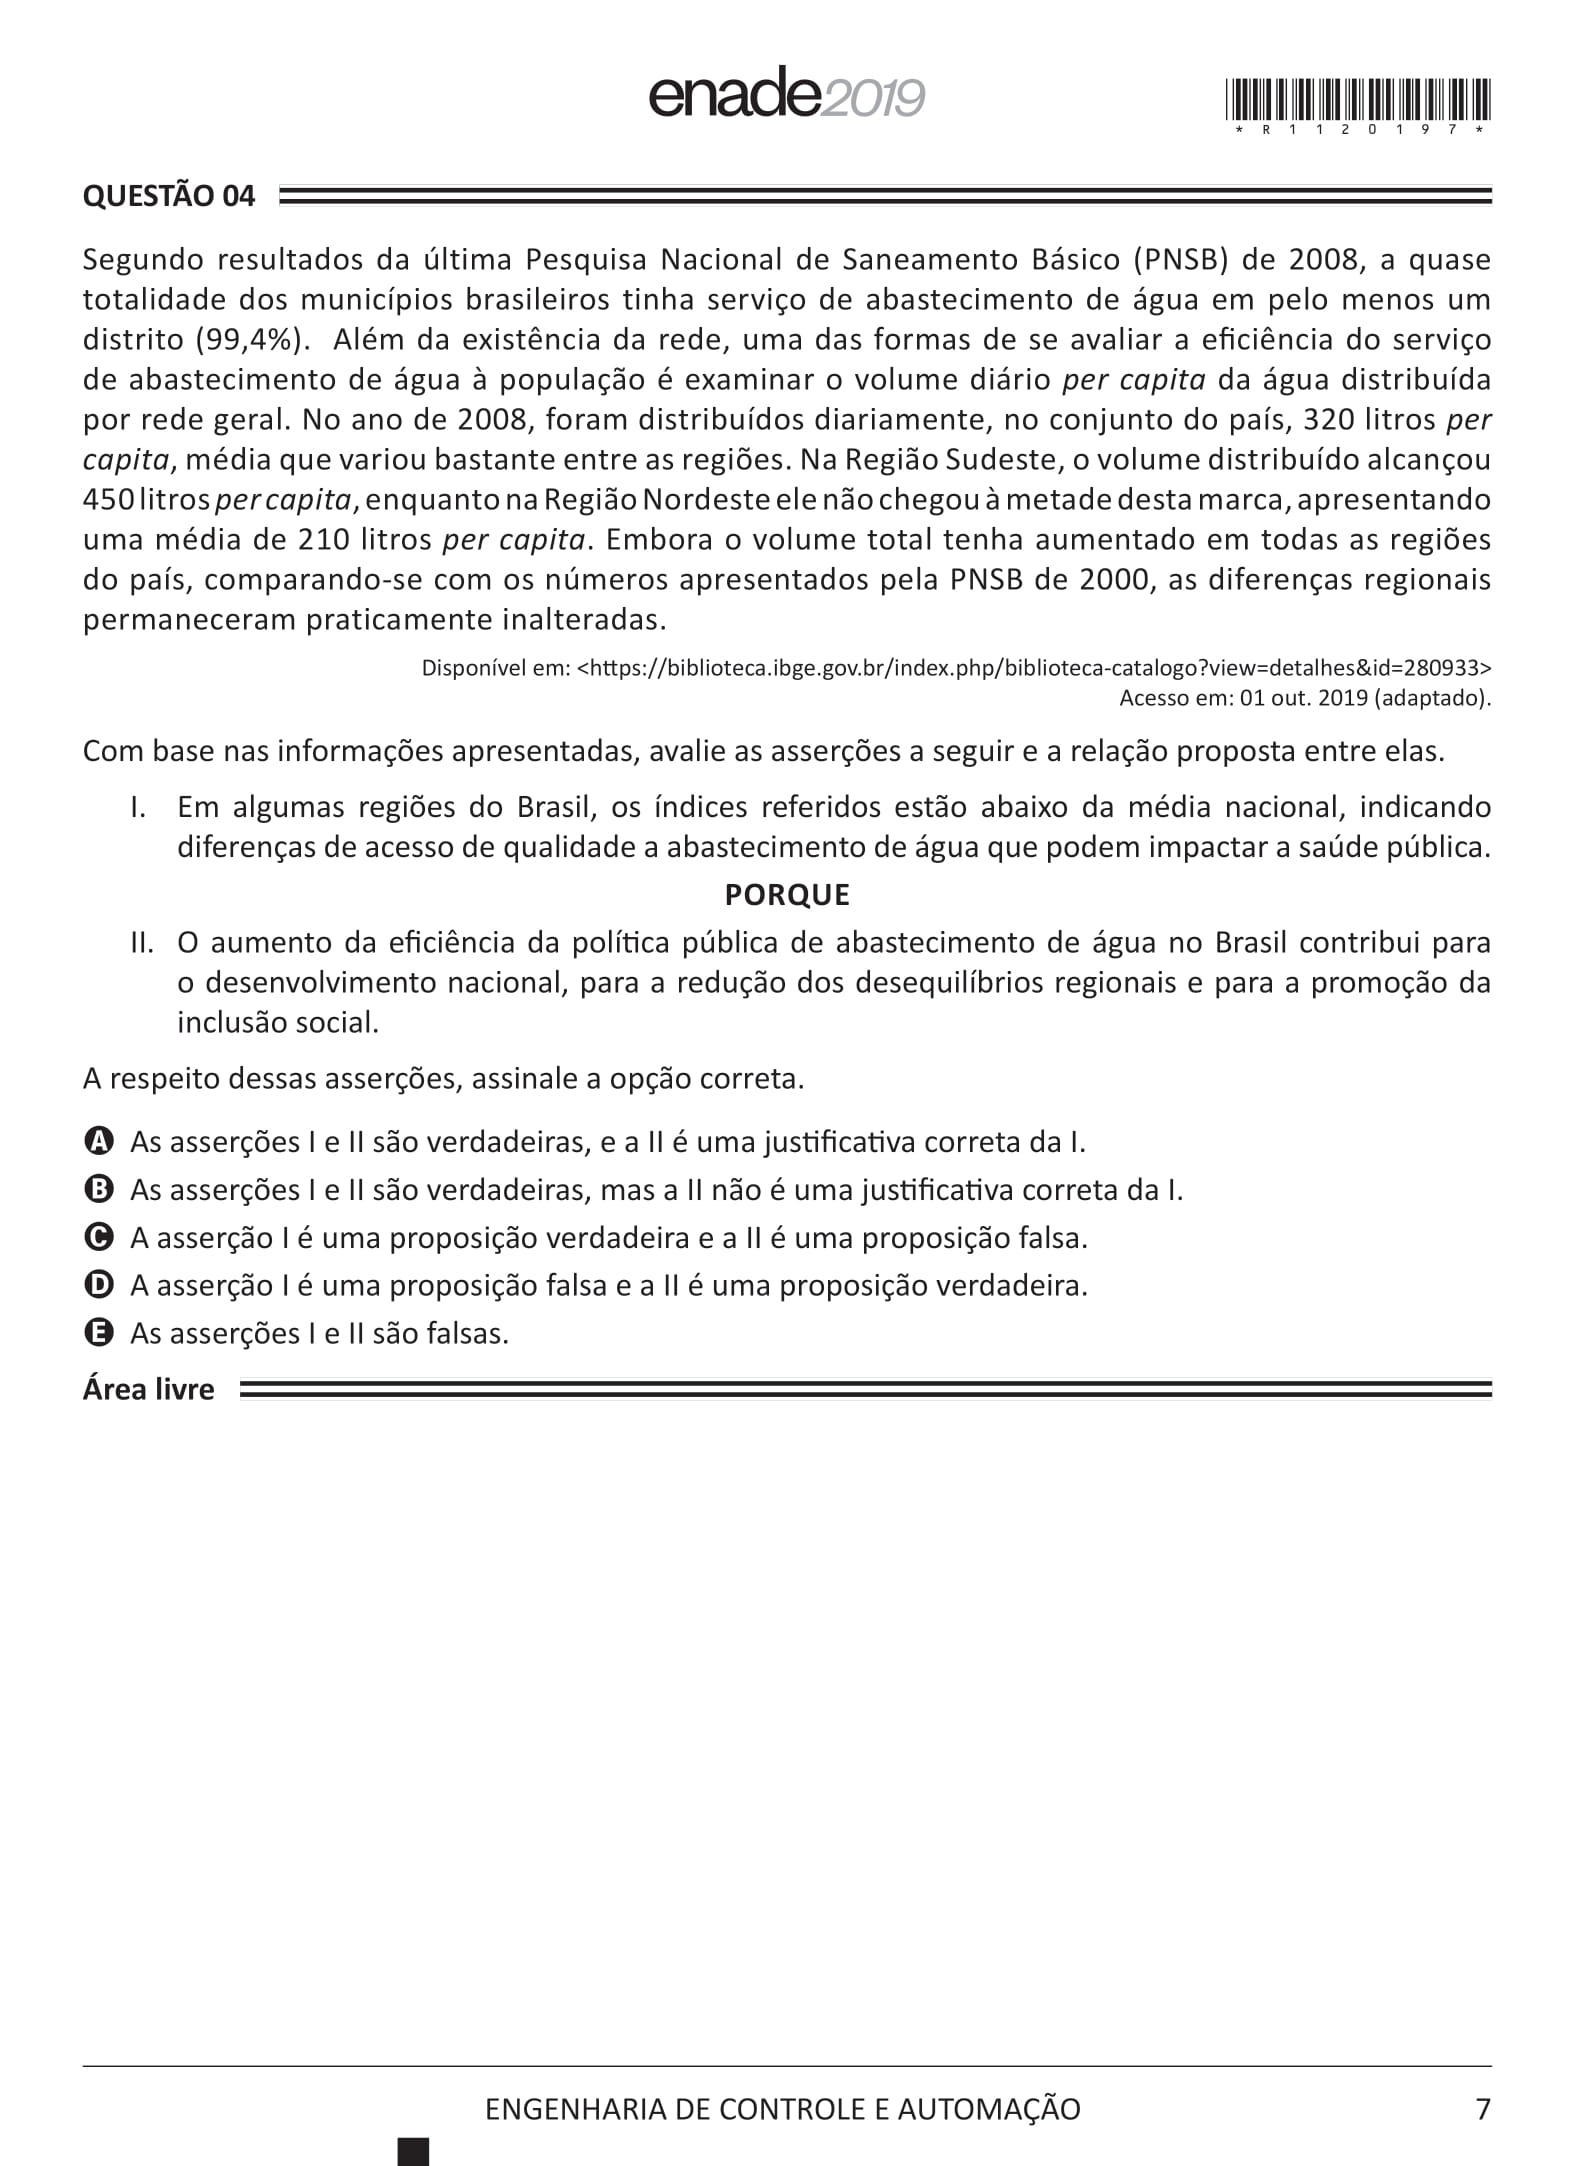 enade2019
*R1120197*
QUESTÃO 04
Segundo resultados da última Pesquisa Nacional de Saneamento Básico (PNSB) de 2008, a quase
totalidade dos municípios brasileiros tinha serviço de abastecimento de água em pelo menos um
distrito (99,4%). Além da existência da rede, uma das formas de se avaliar a eficiência do serviço
de abastecimento de água à população é examinar o volume diário per capita da água distribuída
por rede geral. No ano de 2008, foram distribuídos diariamente, no conjunto do país, 320 litros per
capita, média que variou bastante entre as regiões. Na Região Sudeste, o volume distribuído alcançou
450 litros per capita, enquanto na Região Nordeste ele não chegou à metade desta marca, apresentando
uma média de 210 litros per capita. Embora o volume total tenha aumentado em todas as regiões
do país, comparando-se com os números apresentados pela PNSB de 2000, as diferenças regionais
permaneceram praticamente inalteradas.
Disponível em: <https://biblioteca.ibge.gov.br/index.php/biblioteca-catalogo?view=detalhes&id=280933>
Acesso em: 01 out. 2019 (adaptado).
Com base nas informações apresentadas, avalie as asserções a seguir e a relação proposta entre elas.
I. Em algumas regiões do Brasil, os índices referidos estão abaixo da média nacional, indicando
diferenças de acesso de qualidade a abastecimento de água que podem impactar a saúde pública.
PORQUE
II. O aumento da eficiência da política pública de abastecimento de água no Brasil contribui para
o desenvolvimento nacional, para a redução dos desequilíbrios regionais e para a promoção da
inclusão social.
A respeito dessas asserções, assinale a opção correta.
A As asserções I e II são verdadeiras, e a II é uma justificativa correta da I.
B As asserções I e II são verdadeiras, mas a II não é uma justificativa correta da I.
C A asserção I é uma proposição verdadeira e a II é uma proposição falsa.
D A asserção I é uma proposição falsa e a II é uma proposição verdadeira.
E As asserções I e II são falsas.
Área livre
ENGENHARIA DE CONTROLE E AUTOMAÇÃO 7